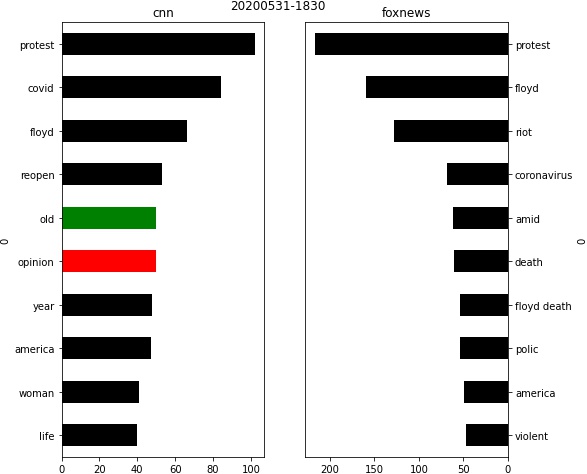 20200531-1830
cnn
foxnews
protest
covid
floyd
reopen
old
opinion
year
america
woman
life
0
0 20 40 60 80 100
protest
floyd
riot
coronavirus
amid
death
floyd death
polic
america
violent
0
200 150 100 50 0